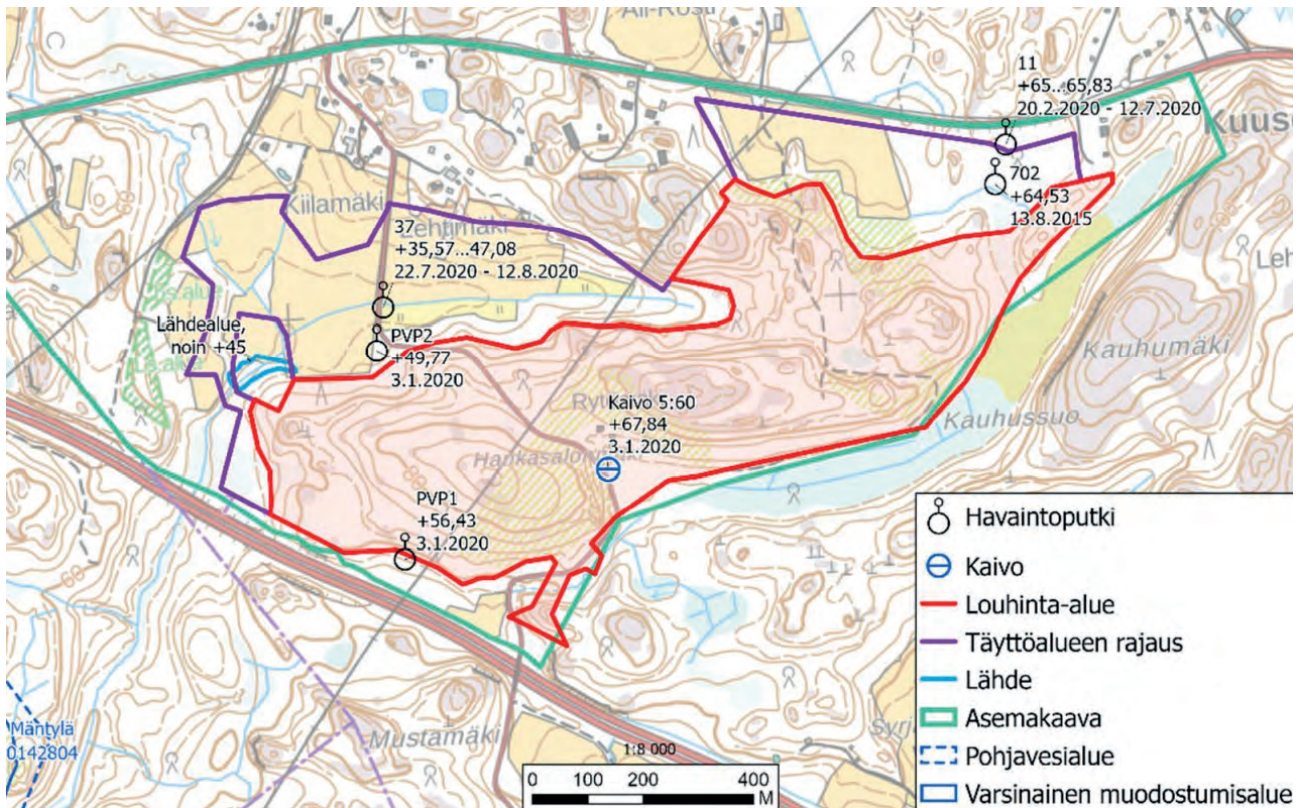 Ali-Rosti
11
+65...65,83
20.2.2020 - 12.7.2020
702
+64,53
13.8.2015
Kiilamäki
Lehtimäki
37
+35,57...47,08
22.7.2020 - 12.8.2020
Lähdealue,
noin +45
PVP2
+49,77
3.1.2020
Kaivo 5:60
+67,84
3.1.2020
PVP1
+56,43
3.1.2020
Kauhumäki
Kauhussuo
Mustamäki
Mäntylä
0142804
1:8 000
0 100 200 400
M
Havaintoputki
Kaivo
Louhinta-alue
Täyttöalueen rajaus
Lähde
Asemakaava
Pohjavesialue
Varsinainen muodostumisalue